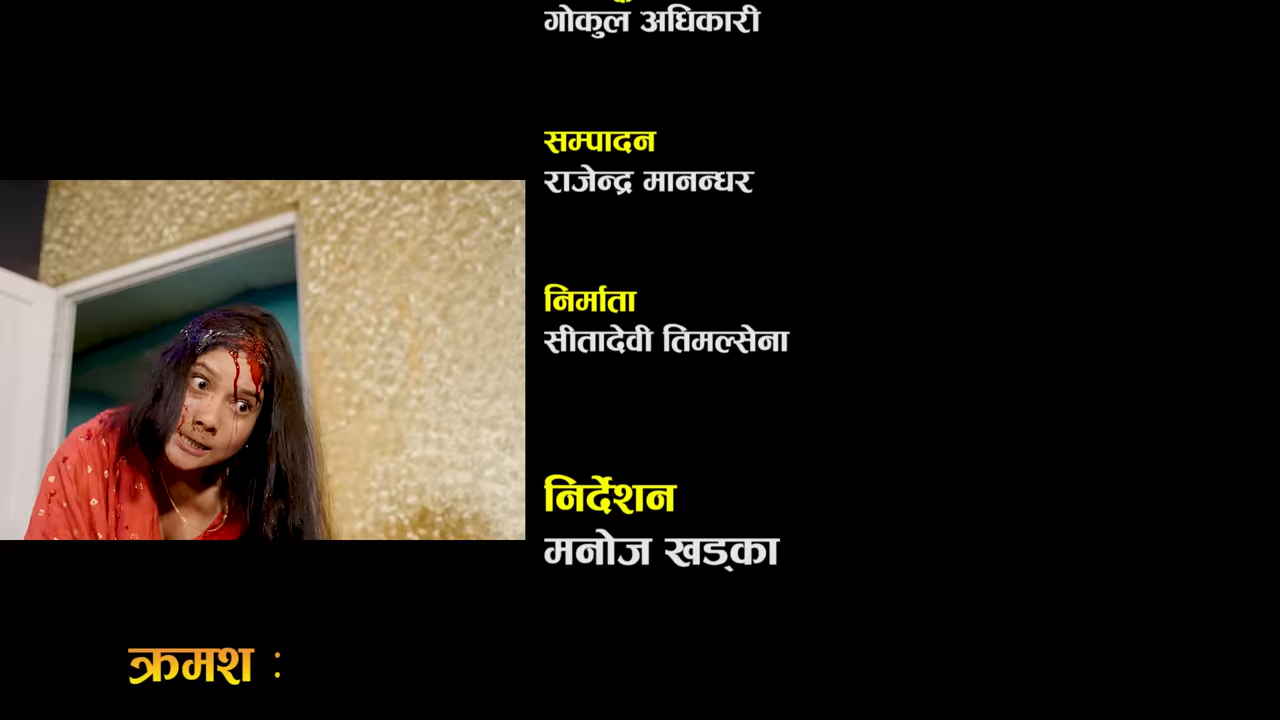 गोकुल अधिकारी
सम्पादन
राजेन्द्र मानन्धर
निर्माता
सीतादेवी तिमल्सेना
निर्देशन
मनोज खड्का
क्रमश :